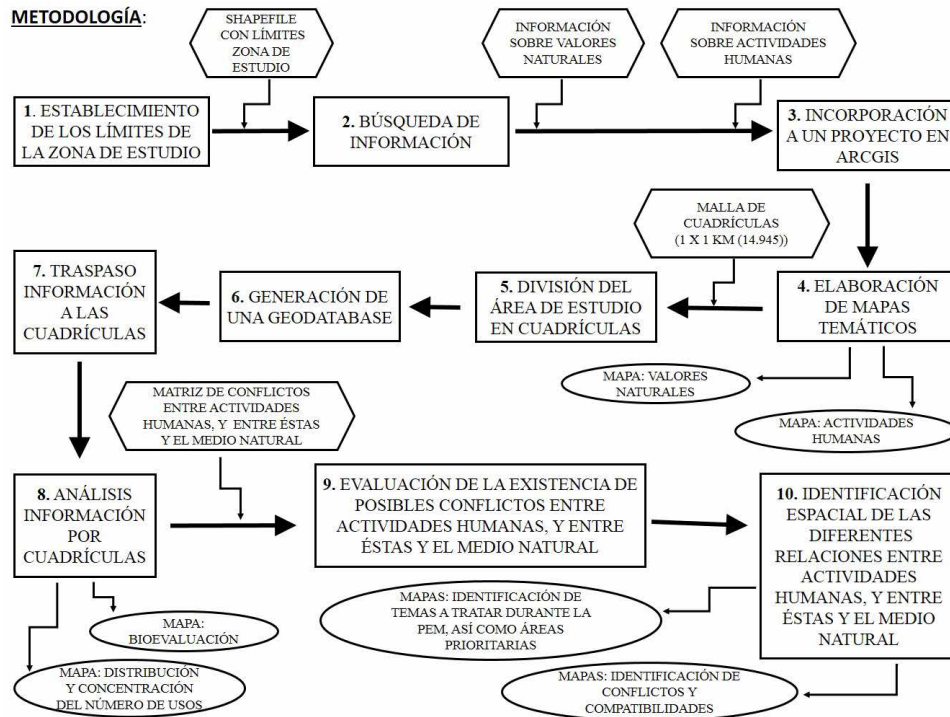 METODOLOGÍA:
SHAPEFILE
CON LÍMITES
ZONA DE
ESTUDIO
INFORMACIÓN
SOBRE VALORES
NATURALES
INFORMACIÓN
SOBRE ACTIVIDADES
HUMANAS
1. ESTABLECIMIENTO
DE LOS LÍMITES DE
LA ZONA DE ESTUDIO
2. BÚSQUEDA DE
INFORMACIÓN
3. INCORPORACIÓN
A UN PROYECTO EN
ARCGIS
MALLA DE
CUADRÍCULAS
(1 X 1 KM (14.945))
7. TRASPASO
INFORMACIÓN
A LAS
CUADRÍCULAS
6. GENERACIÓN DE
UNA GEODATABASE
5. DIVISIÓN DEL
ÁREA DE ESTUDIO
EN CUADRÍCULAS
4. ELABORACIÓN
DE MAPAS
TEMÁTICOS
MAPA: VALORES
NATURALES
MAPA: ACTIVIDADES
HUMANAS
MATRIZ DE CONFLICTOS
ENTRE ACTIVIDADES
HUMANAS, Y ENTRE ÉSTAS
Y EL MEDIO NATURAL
8. ANÁLISIS
INFORMACIÓN
POR
CUADRÍCULAS
9. EVALUACIÓN DE LA EXISTENCIA DE
POSIBLES CONFLICTOS ENTRE
ACTIVIDADES HUMANAS, Y ENTRE
ÉSTAS Y EL MEDIO NATURAL
10. IDENTIFICACIÓN
ESPACIAL DE LAS
DIFERENTES
RELACIONES ENTRE
ACTIVIDADES
HUMANAS, Y ENTRE
ÉSTAS Y EL MEDIO
NATURAL
MAPA:
BIOEVALUACIÓN
MAPA: DISTRIBUCIÓN
Y CONCENTRACIÓN
DEL NÚMERO DE USOS
MAPAS: IDENTIFICACIÓN DE
TEMAS A TRATAR DURANTE LA
PEM, ASÍ COMO ÁREAS
PRIORITARIAS
MAPAS: IDENTIFICACIÓN DE
CONFLICTOS Y
COMPATIBILIDADES